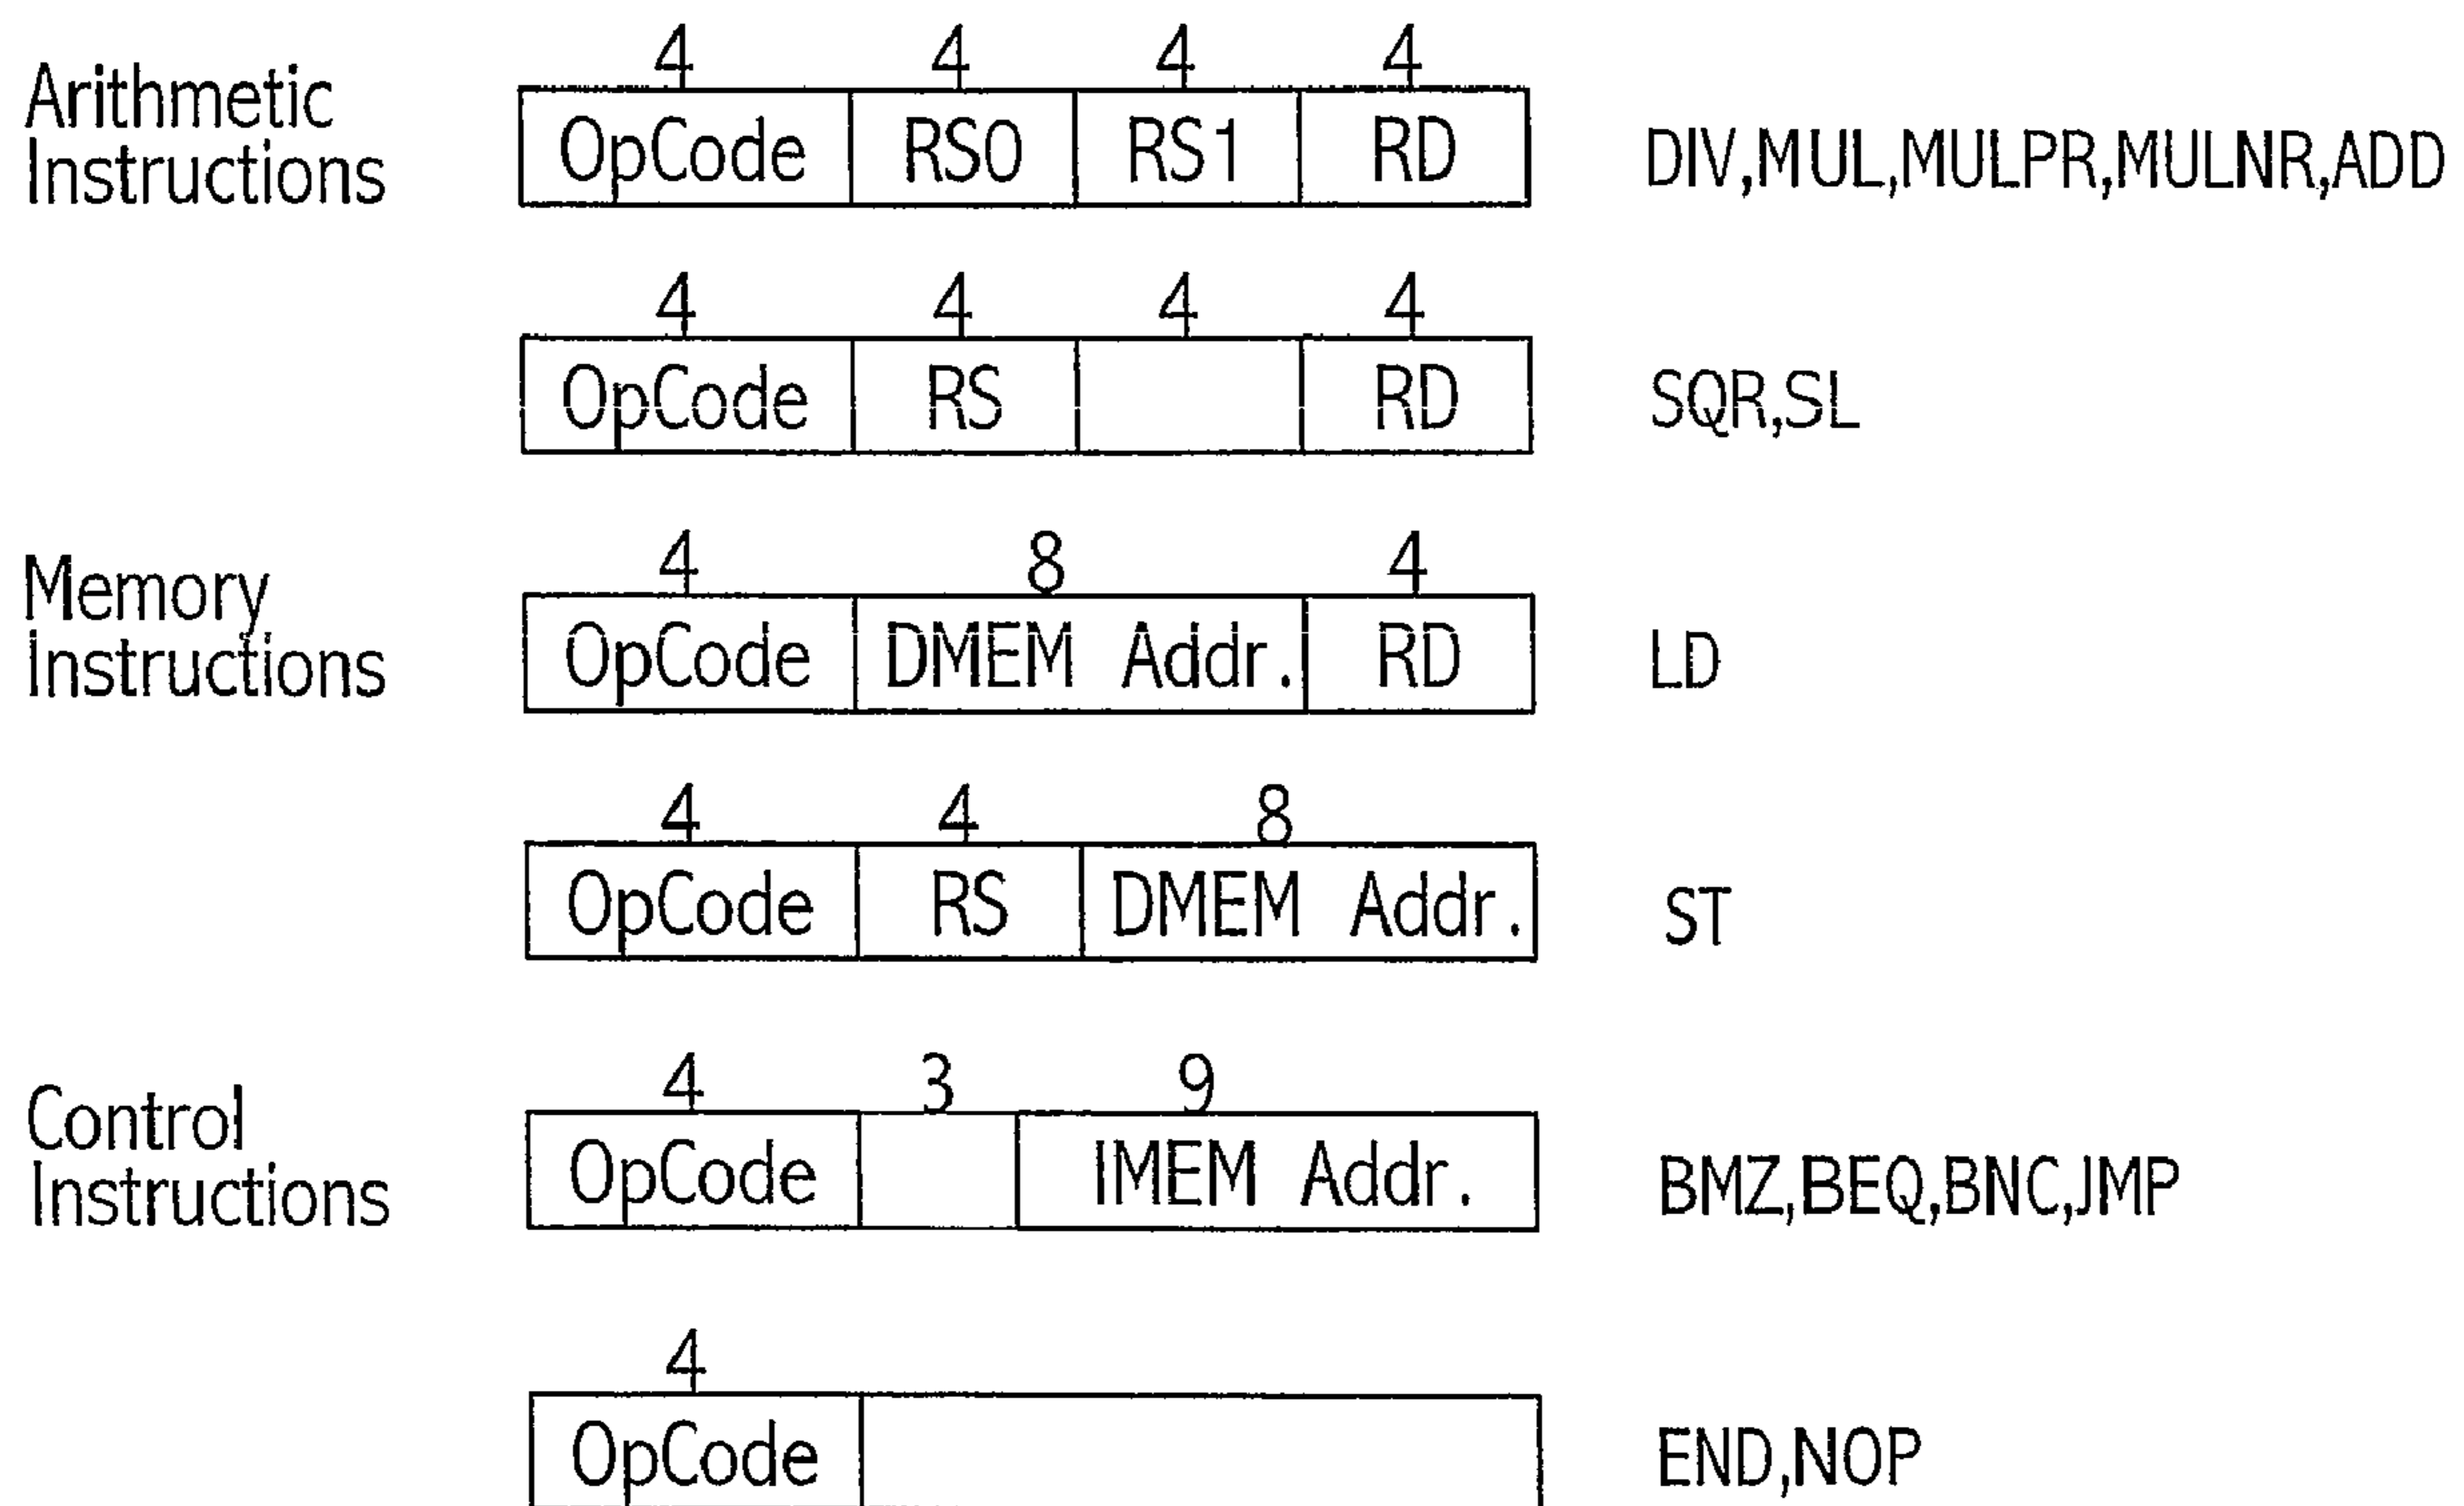 4 4 4 4
Arithmetic
Instructions
OpCode RS0 RS1 RD
DIV,MUL,MULPR,MULNR,ADD
4 4 4 4
OpCode RS RD
SQR,SL
4 8 4
Memory
Instructions
OpCode DMEM Addr. RD
LD
4 4 8
OpCode RS DMEM Addr.
ST
4 3 9
Control
Instructions
OpCode IMEM Addr.
BMZ,BEQ,BNC,JMP
4
OpCode
END,NOP